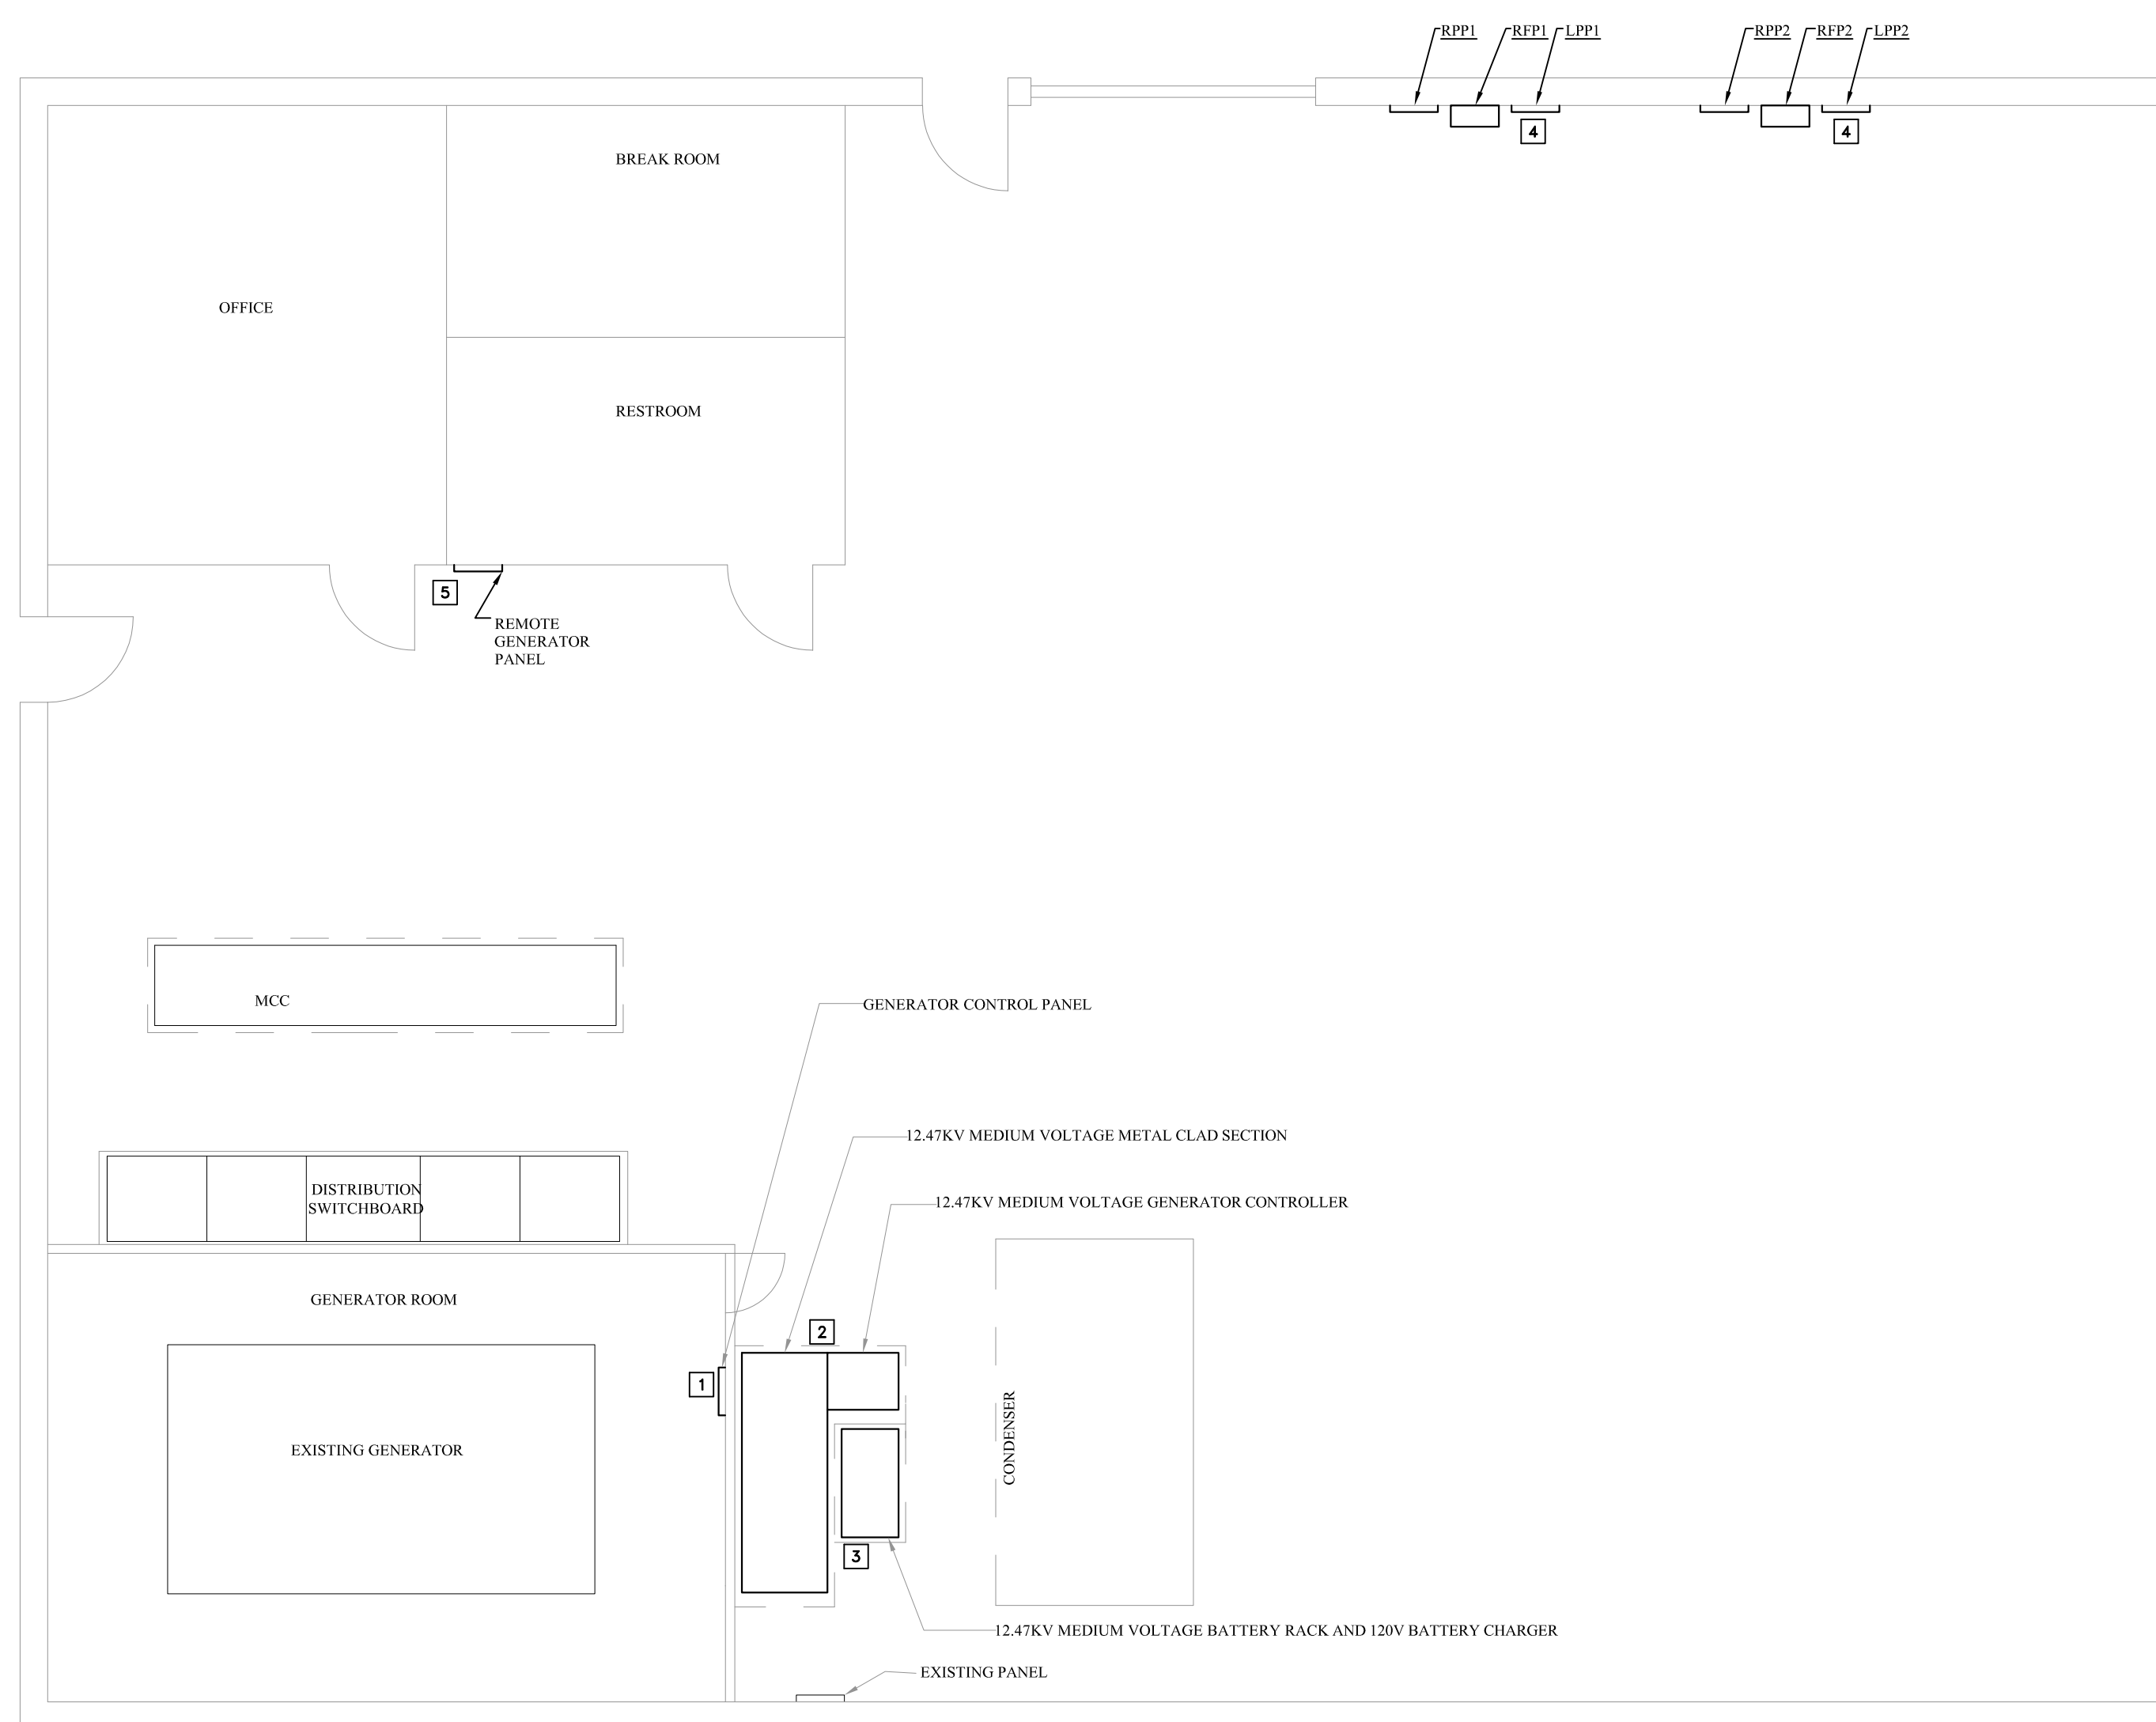 RPP1
RFP1
LPP1
RPP2
RFP2
LPP2
4
4
BREAK ROOM
OFFICE
RESTROOM
5
REMOTE
GENERATOR
PANEL
MCC
GENERATOR CONTROL PANEL
12.47KV MEDIUM VOLTAGE METAL CLAD SECTION
DISTRIBUTION
SWITCHBOARD
12.47KV MEDIUM VOLTAGE GENERATOR CONTROLLER
GENERATOR ROOM
2
1
CONDENSER
EXISTING GENERATOR
3
12.47KV MEDIUM VOLTAGE BATTERY RACK AND 120V BATTERY CHARGER
EXISTING PANEL